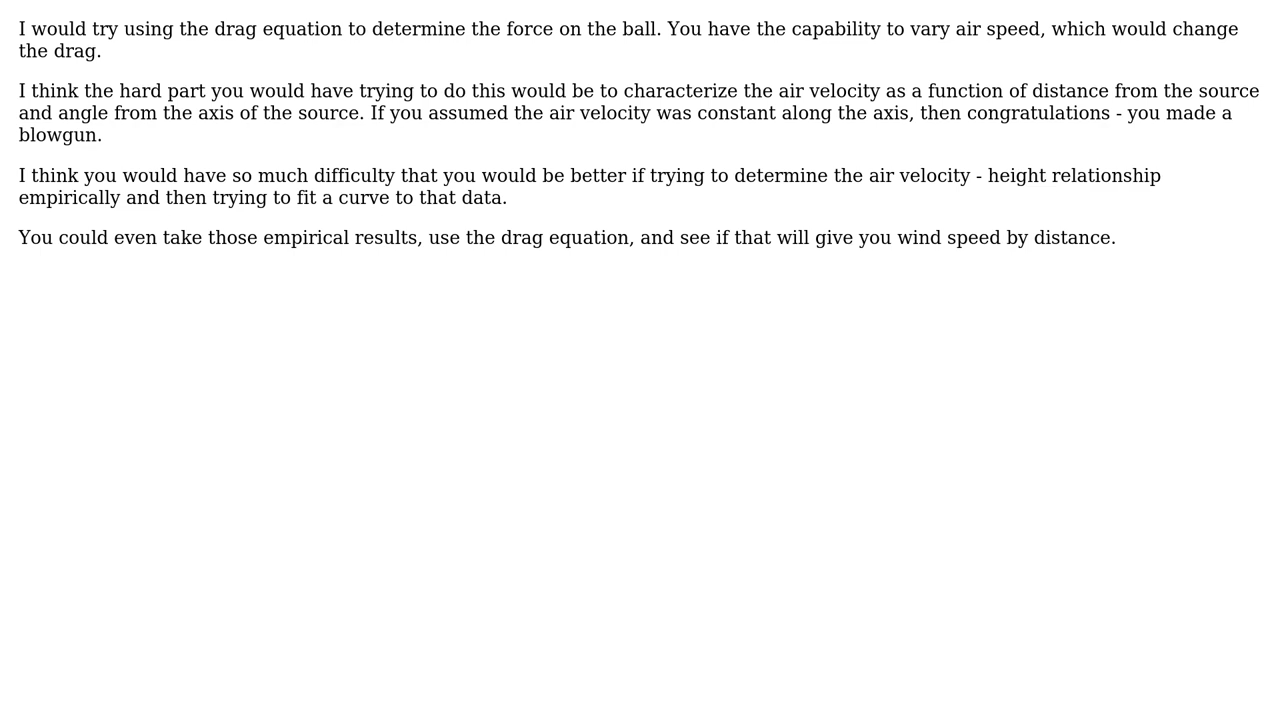 I would try using the drag equation to determine the force on the ball. You have the capability to vary air speed, which would change
the drag.
I think the hard part you would have trying to do this would be to characterize the air velocity as a function of distance from the source
and angle from the axis of the source. If you assumed the air velocity was constant along the axis, then congratulations - you made a
blowgun.
I think you would have so much difficulty that you would be better if trying to determine the air velocity - height relationship
empirically and then trying to fit a curve to that data.
You could even take those empirical results, use the drag equation, and see if that will give you wind speed by distance.